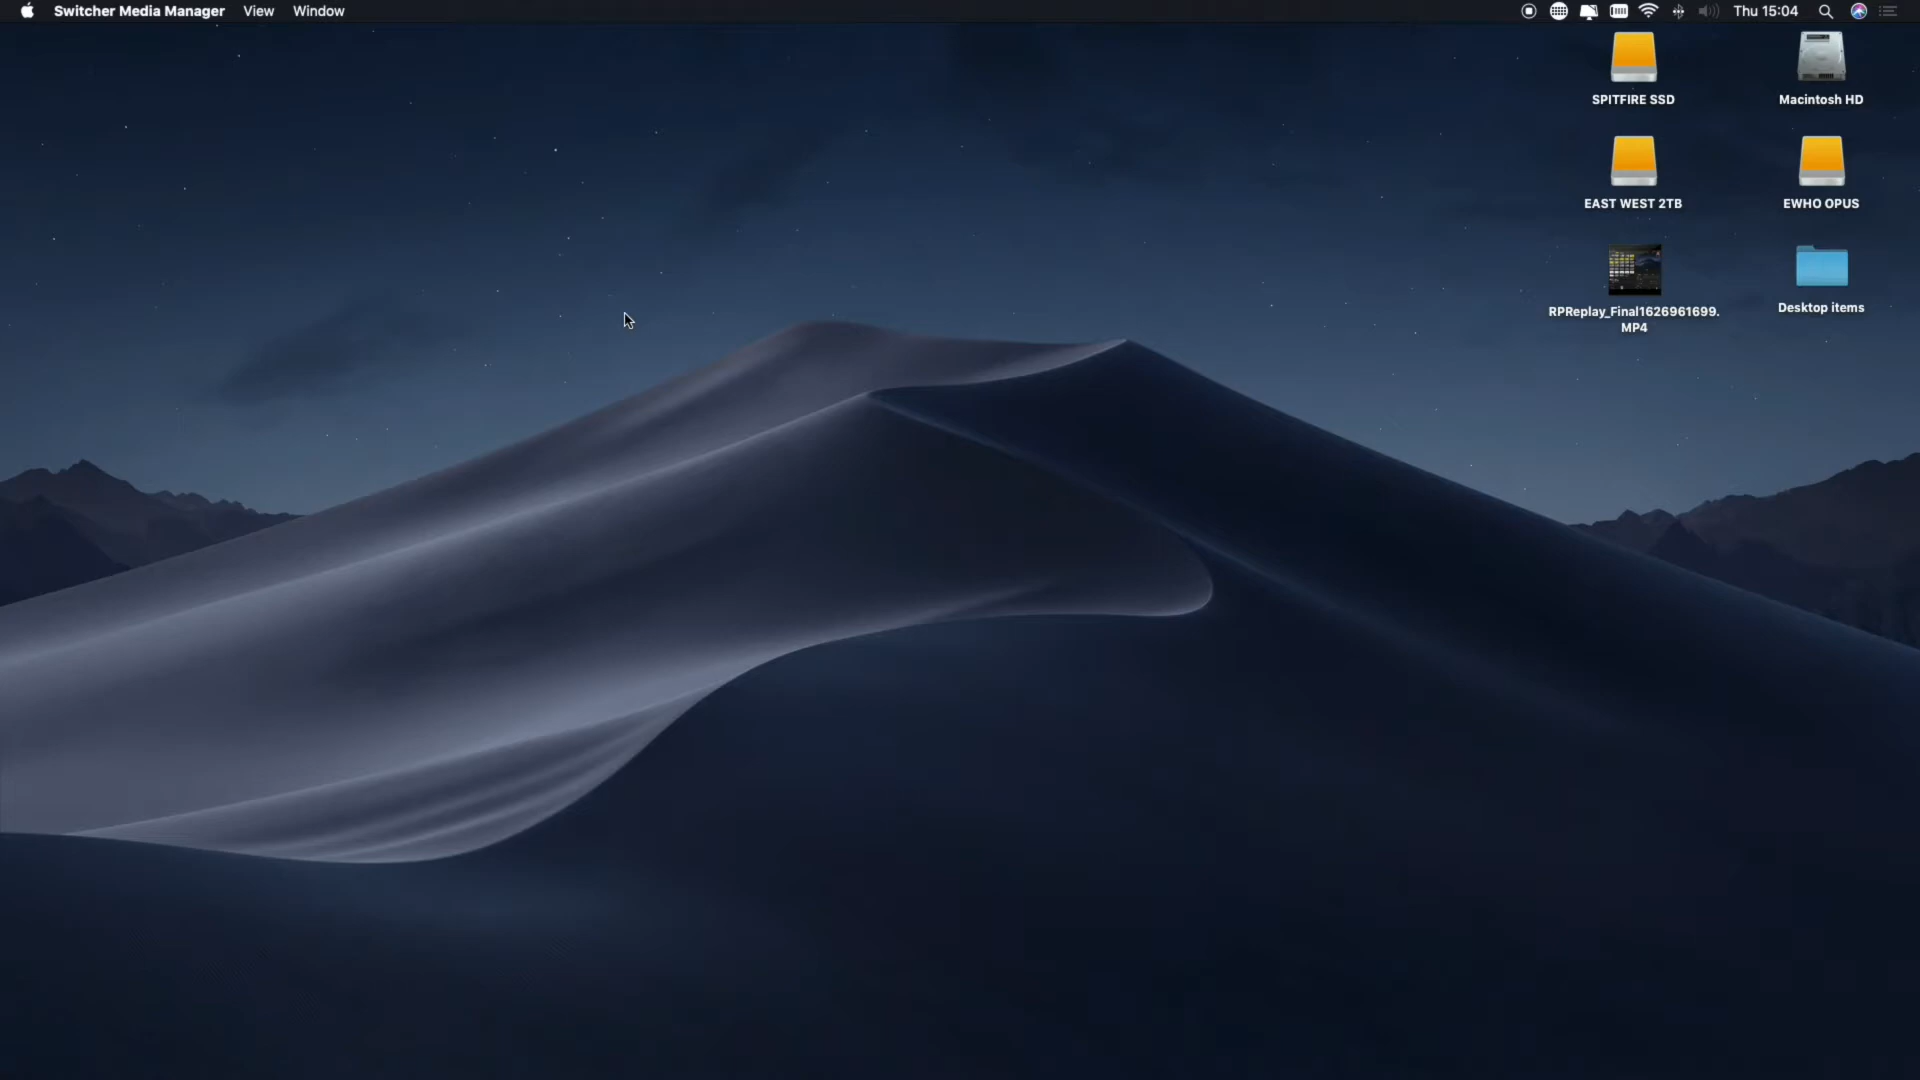 Switcher Media Manager View Window Thu 15:04
SPITFIRE SSD Macintosh HD
EAST WEST 2TB EWHO OPUS
RPReplay_Final1626961699.
MP4
Desktop items